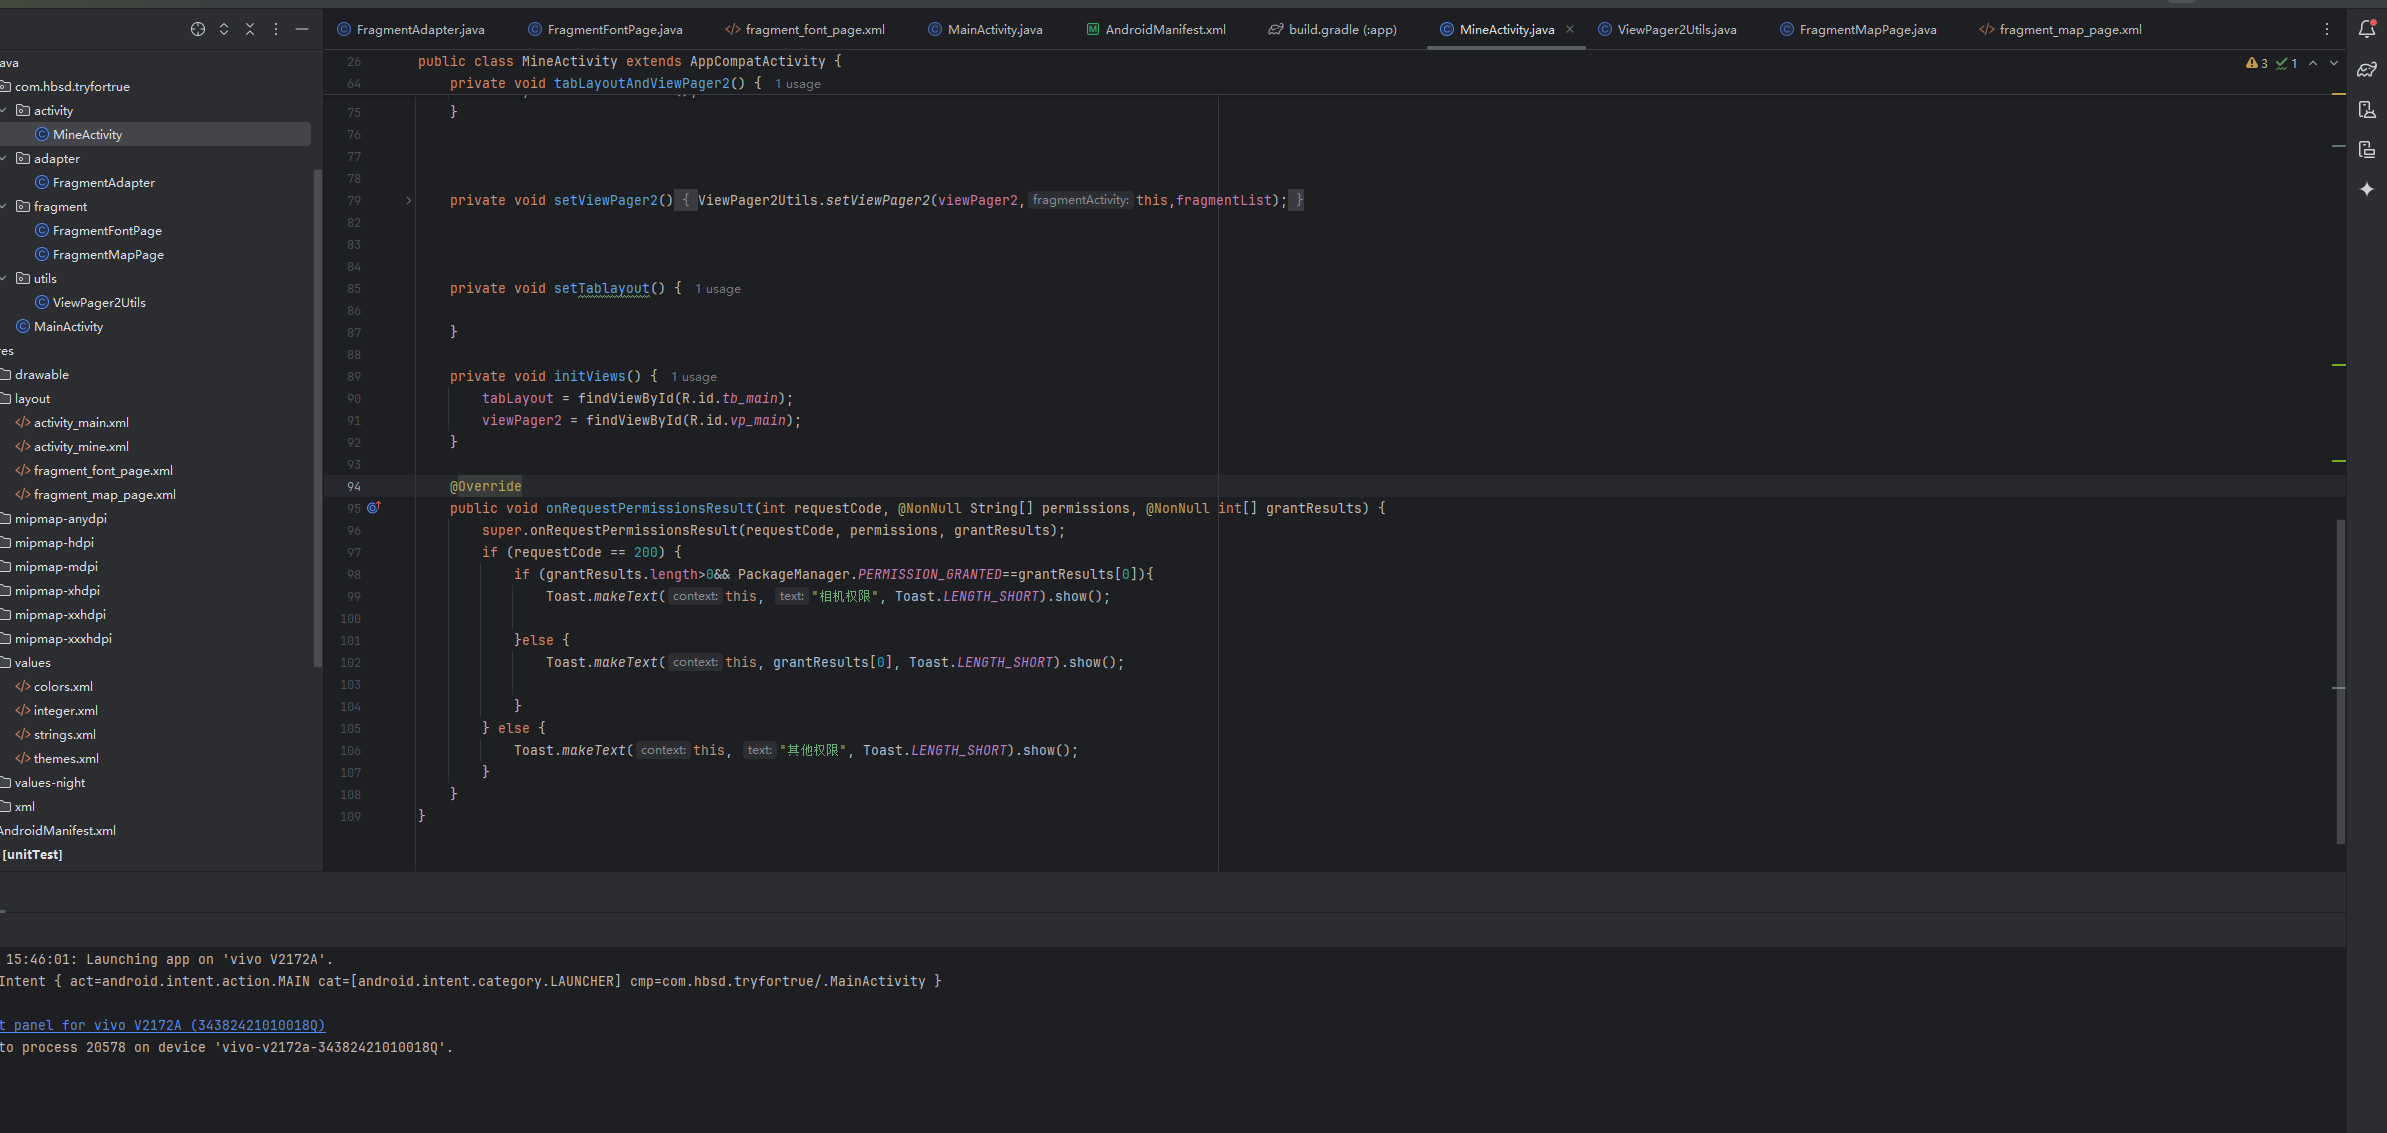 FragmentAdapter.java FragmentFontPage.java fragment_font_page.xml MainActivity.java AndroidManifest.xml build.gradle (:app) MineActivity.java ViewPager2Utils.java FragmentMapPage.java fragment_map_page.xml
ava
com.hbsd.tryfortrue
activity
MineActivity
adapter
FragmentAdapter
fragment
FragmentFontPage
FragmentMapPage
utils
ViewPager2Utils
MainActivity
res
drawable
layout
activity_main.xml
activity_mine.xml
fragment_font_page.xml
fragment_map_page.xml
mipmap-anydpi
mipmap-hdpi
mipmap-mdpi
mipmap-xhdpi
mipmap-xxhdpi
mipmap-xxxhdpi
values
colors.xml
integer.xml
strings.xml
themes.xml
values-night
xml
AndroidManifest.xml
[unitTest]
26 public class MineActivity extends AppCompatActivity { 3 1
64 private void tabLayoutAndViewPager2() { 1 usage
75 }
76
77
78
79 private void setViewPager2() { ViewPager2Utils.setViewPager2(viewPager2, fragmentActivity: this,fragmentList); }
82
83
84
85 private void setTablayout() { 1 usage
86
87 }
88
89 private void initViews() { 1 usage
90 tabLayout = findViewById(R.id.tb_main);
91 viewPager2 = findViewById(R.id.vp_main);
92 }
93
94 @Override
95 public void onRequestPermissionsResult(int requestCode, @NonNull String[] permissions, @NonNull int[] grantResults) {
96 super.onRequestPermissionsResult(requestCode, permissions, grantResults);
97 if (requestCode == 200) {
98 if (grantResults.length>0&& PackageManager.PERMISSION_GRANTED==grantResults[0]){
99 Toast.makeText( context: this, text: "相机权限", Toast.LENGTH_SHORT).show();
100
101 }else {
102 Toast.makeText( context: this, grantResults[0], Toast.LENGTH_SHORT).show();
103
104 }
105 } else {
106 Toast.makeText( context: this, text: "其他权限", Toast.LENGTH_SHORT).show();
107 }
108 }
109 }
15:46:01: Launching app on 'vivo V2172A'.
Intent { act=android.intent.action.MAIN cat=[android.intent.category.LAUNCHER] cmp=com.hbsd.tryfortrue/.MainActivity }
t panel for vivo V2172A (34382421010018Q)
to process 20578 on device 'vivo-v2172a-34382421010018Q'.